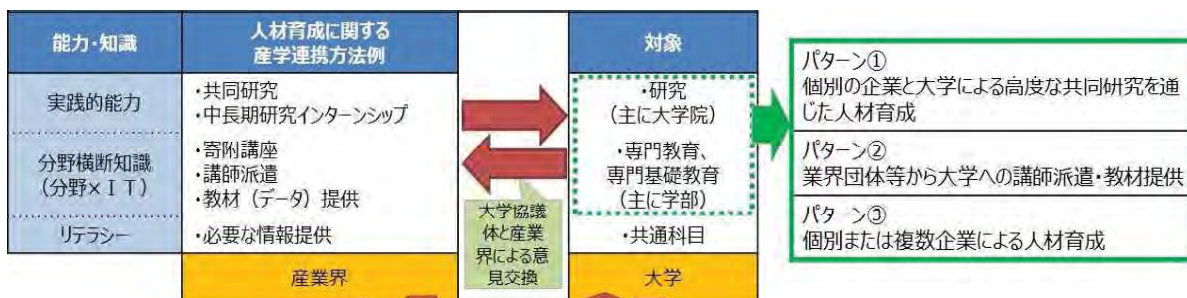 能力・知識
人材育成に関する
産学連携方法例
対象
実践的能力
・共同研究
・中長期研究インターンシップ
・研究
(主に大学院)
分野横断知識
(分野×IT)
・寄附講座
・講師派遣
・教材(データ)提供
・専門教育、
専門基礎教育
(主に学部)
リテラシー
・必要な情報提供
・共通科目
産業界
大学
大学協議
体と産業
界による意
見交換
パターン①
個別の企業と大学による高度な共同研究を通
じた人材育成
パターン②
業界団体等から大学への講師派遣・教材提供
パターン③
個別または複数企業による人材育成